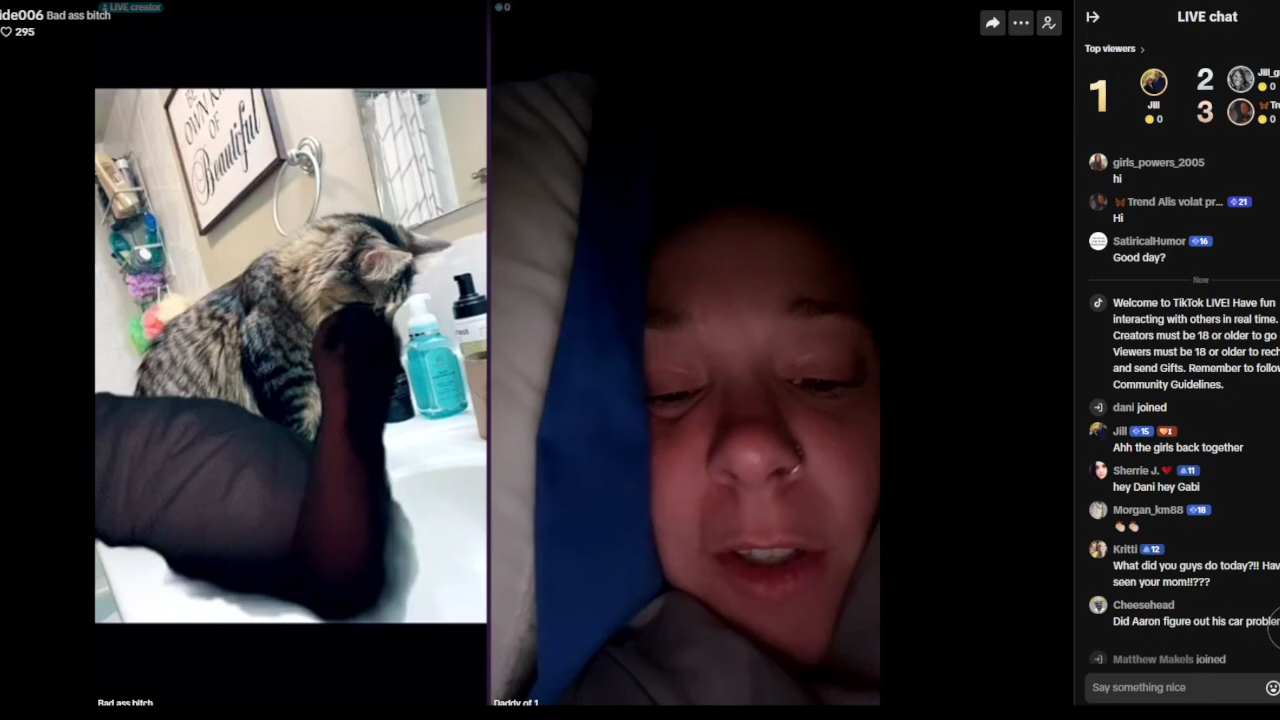 ide006 Bad ass bitch
LIVE creator
295
0
LIVE chat
Top viewers
1
Jill
0
2
Jill_g
0
3
Tre
0
BE
OWN KI
OF
Beautiful
girls_powers_2005
hi
Trend Alis volat pr... 21
Hi
SatiricalHumor 16
Good day?
New
Welcome to TikTok LIVE! Have fun
interacting with others in real time.
Creators must be 18 or older to go
Viewers must be 18 or older to rech
and send Gifts. Remember to follow
Community Guidelines.
dani joined
Jill 15 I
Ahh the girls back together
Sherrie J. 11
hey Dani hey Gabi
Morgan_km88 18
Kritti 12
What did you guys do today?!! Hav
seen your mom!!???
Cheesehead
Did Aaron figure out his car proble
Matthew Makels joined
Say something nice
Bad ass bitch
Daddy of 1